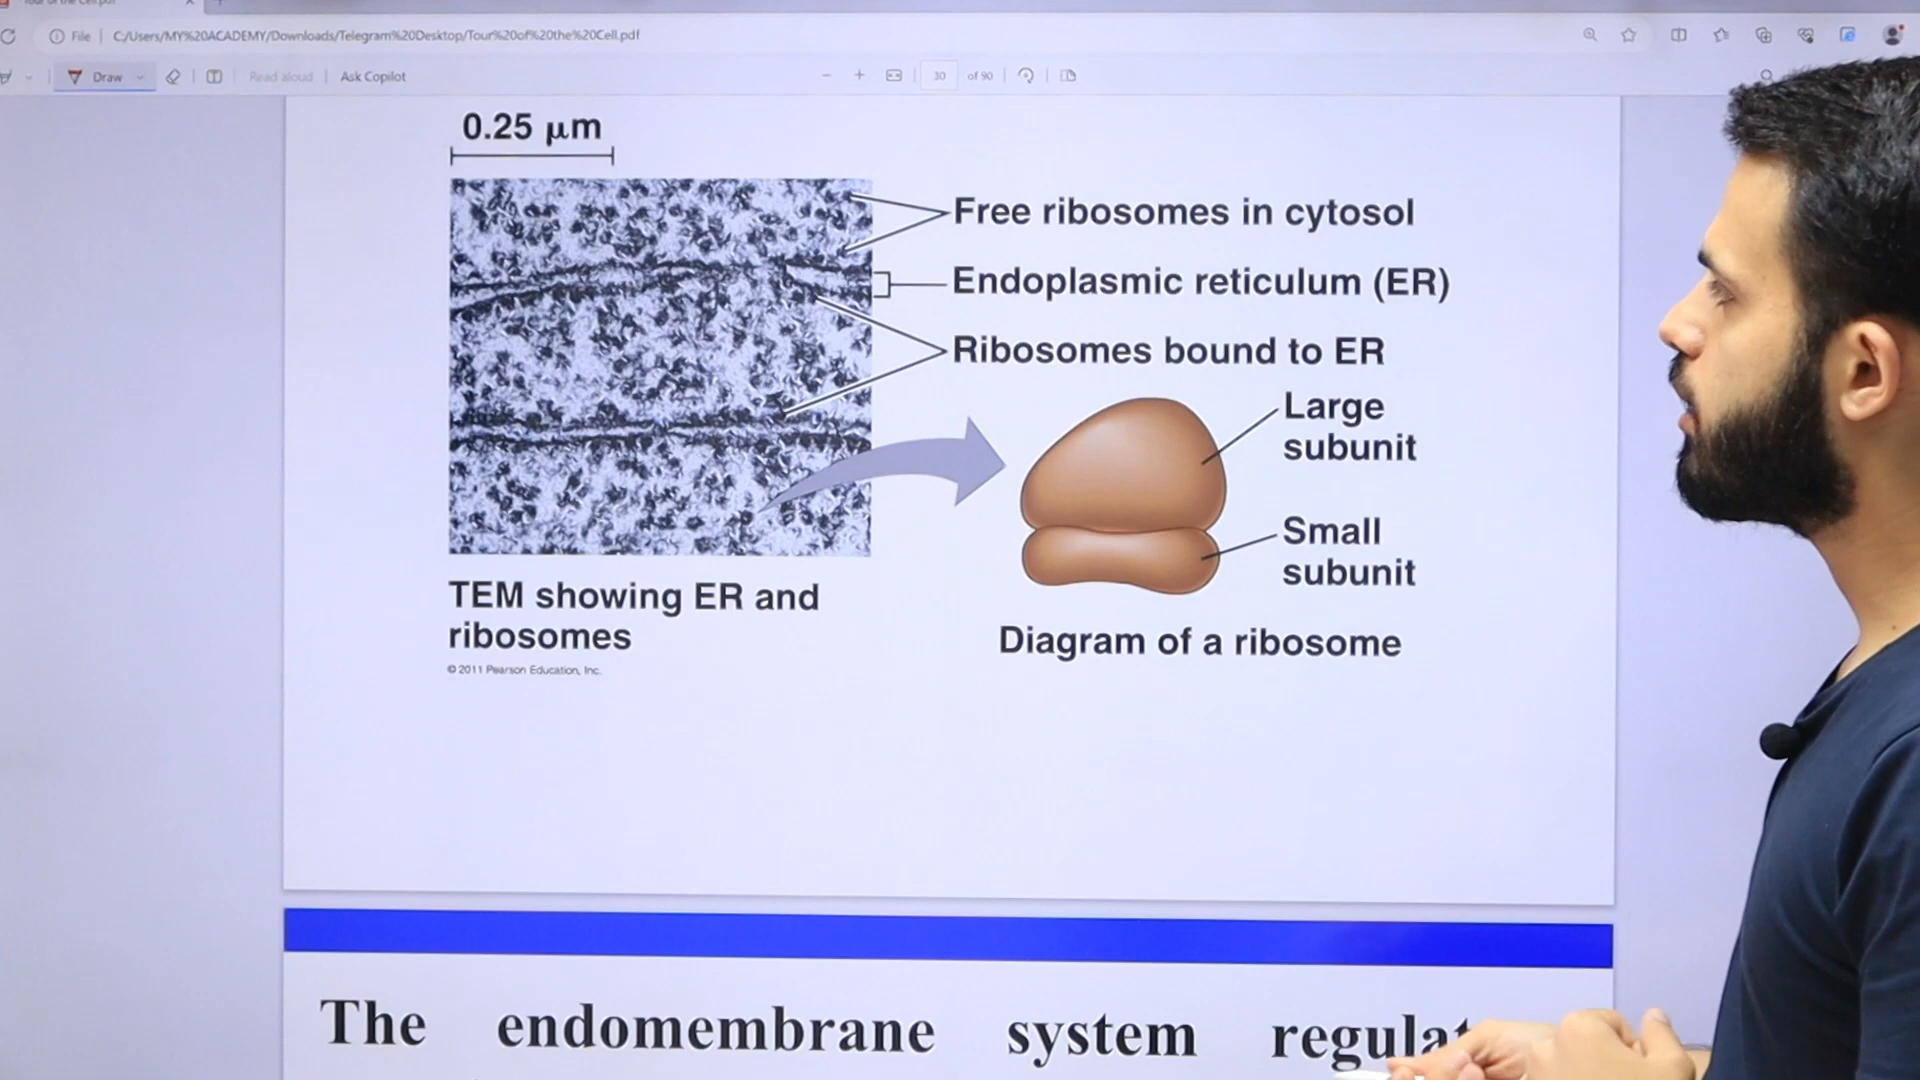 File
C:/Users/MY%20ACADEMY/Downloads/Telegram%20Desktop/Tour%20of%20the%20Cell.pdf
Draw
Read aloud
Ask Copilot
30
of 90
0.25 µm
Free ribosomes in cytosol
Endoplasmic reticulum (ER)
Ribosomes bound to ER
Large
subunit
Small
subunit
TEM showing ER and
ribosomes
Diagram of a ribosome
© 2011 Pearson Education, Inc.
The endomembrane system regulat